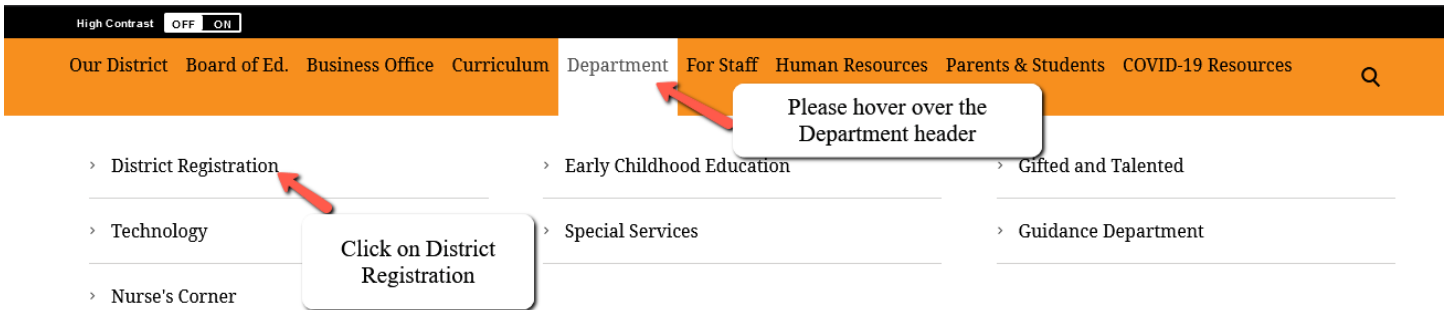 High Contrast OFF ON
Our District Board of Ed. Business Office Curriculum Department For Staff Human Resources Parents & Students COVID-19 Resources
Please hover over the
Department header
District Registration
Early Childhood Education
Gifted and Talented
Technology
Special Services
Guidance Department
Click on District
Registration
Nurse's Corner